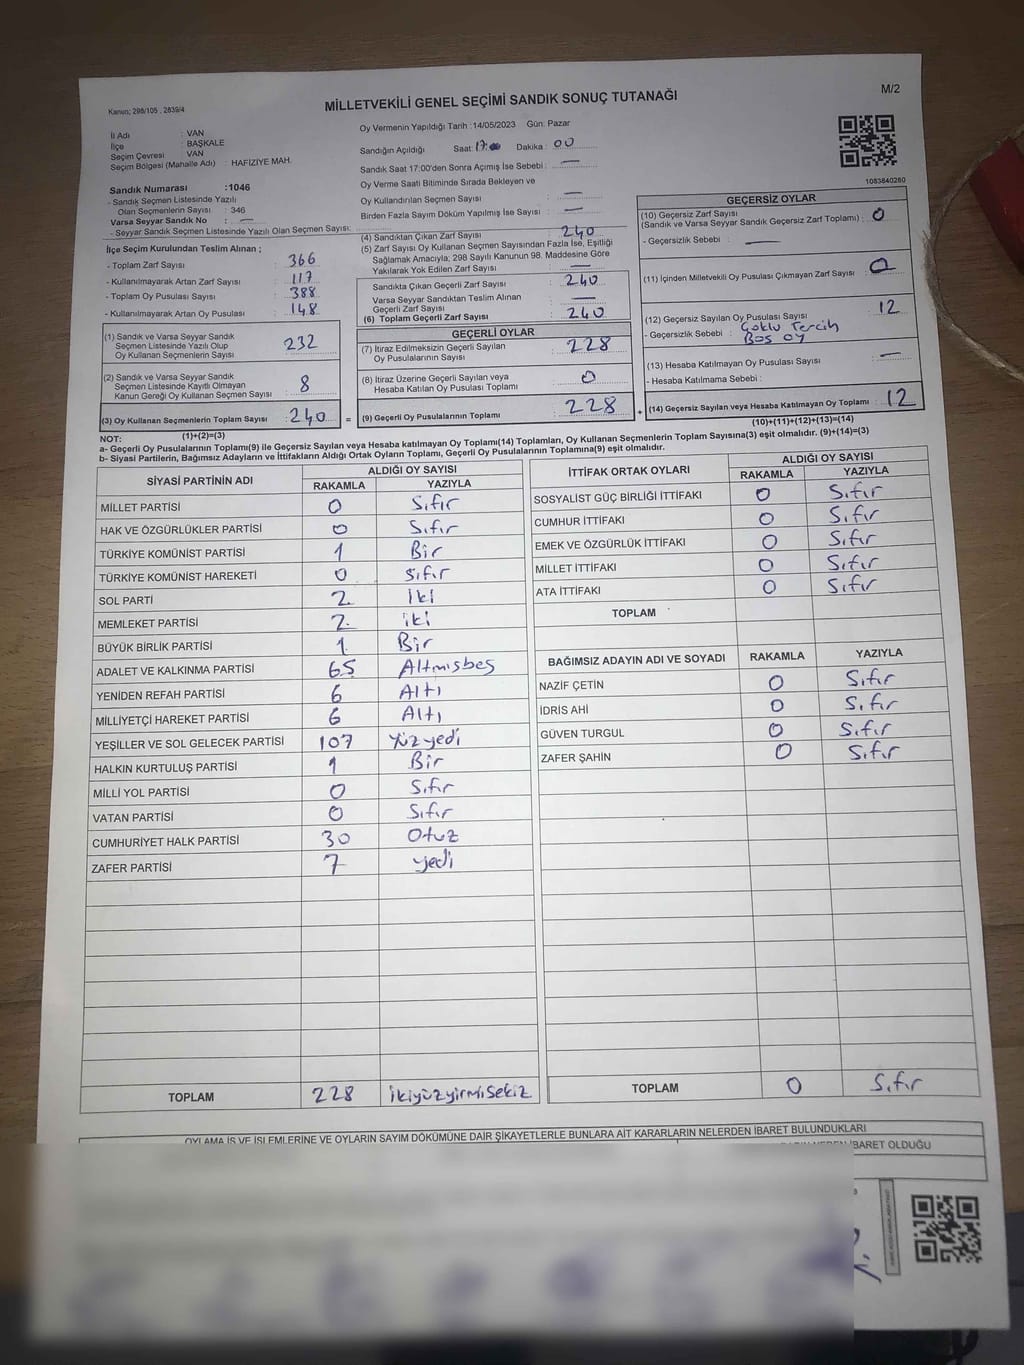 Kanun; 298/105 . 2839/4
MİLLETVEKİLİ GENEL SEÇİMİ SANDIK SONUÇ TUTANAĞI
M/2
İl Adı : VAN
İlçe : BAŞKALE
Seçim Çevresi : VAN
Seçim Bölgesi (Mahalle Adı) : HAFIZIYE MAH.
Sandık Numarası :1046
- Sandık Seçmen Listesinde Yazılı
Olan Seçmenlerin Sayısı : 346
Varsa Seyyar Sandık No : —
- Seyyar Sandık Seçmen Listesinde Yazılı Olan Seçmen Sayısı:
Oy Vermenin Yapıldığı Tarih :14/05/2023 Gün: Pazar
Sandığın Açıldığı Saat: 17:00 Dakika : 00
Sandık Saat 17:00'den Sonra Açımış İse Sebebi : —
Oy Verme Saati Bitiminde Sırada Bekleyen ve
Oy Kullandırılan Seçmen Sayısı : —
Birden Fazla Sayım Döküm Yapılmış İse Sayısı : —
1083840260
İlçe Seçim Kurulundan Teslim Alınan ;
- Toplam Zarf Sayısı : 366
- Kullanılmayarak Artan Zarf Sayısı : 117
- Toplam Oy Pusulası Sayısı : 388
- Kullanılmayarak Artan Oy Pusulası : 148
(1) Sandık ve Varsa Seyyar Sandık
Seçmen Listesinde Yazılı Olup
Oy Kullanan Seçmenlerin Sayısı : 232
(2) Sandık ve Varsa Seyyar Sandık
Seçmen Listesinde Kayıtlı Olmayan
Kanun Gereği Oy Kullanan Seçmen Sayısı : 8
(3) Oy Kullanan Seçmenlerin Toplam Sayısı : 240 =
(1)+(2)=(3)
(4) Sandıktan Çıkan Zarf Sayısı : 240
(5) Zarf Sayısı Oy Kullanan Seçmen Sayısından Fazla İse, Eşitliği
Sağlamak Amacıyla, 298 Sayılı Kanunun 98. Maddesine Göre
Yakılarak Yok Edilen Zarf Sayısı : —
Sandıkta Çıkan Geçerli Zarf Sayısı : 240
Varsa Seyyar Sandıktan Teslim Alınan
Geçerli Zarf Sayısı : —
(6) Toplam Geçerli Zarf Sayısı : 240
GEÇERLİ OYLAR
(7) İtiraz Edilmeksizin Geçerli Sayılan
Oy Pusulalarının Sayısı : 228
(8) İtiraz Üzerine Geçerli Sayılan veya
Hesaba Katılan Oy Pusulası Toplamı : 0
(9) Geçerli Oy Pusulalarının Toplamı : 228 +
GEÇERSİZ OYLAR
(10) Geçersiz Zarf Sayısı
(Sandık ve Varsa Seyyar Sandık Geçersiz Zarf Toplamı) : 0
- Geçersizlik Sebebi : —
(11) İçinden Milletvekili Oy Pusulası Çıkmayan Zarf Sayısı : 0
(12) Geçersiz Sayılan Oy Pusulası Sayısı : 12
- Geçersizlik Sebebi : Çoklu Tercih
Boş oy
(13) Hesaba Katılmayan Oy Pusulası Sayısı : —
- Hesaba Katılmama Sebebi :
(14) Geçersiz Sayılan veya Hesaba Katılmayan Oy Toplamı : 12
(10)+(11)+(12)+(13)=(14)
NOT:
a- Geçerli Oy Pusulalarının Toplamı(9) ile Geçersiz Sayılan veya Hesaba katılmayan Oy Toplamı(14) Toplamları, Oy Kullanan Seçmenlerin Toplam Sayısına(3) eşit olmalıdır. (9)+(14)=(3)
b- Siyasi Partilerin, Bağımsız Adayların ve İttifakların Aldığı Ortak Oyların Toplamı, Geçerli Oy Pusulalarının Toplamına(9) eşit olmalıdır.
SİYASİ PARTİNİN ADI ALDIĞI OY SAYISI
RAKAMLA YAZIYLA
MİLLET PARTİSİ 0 Sıfır
HAK VE ÖZGÜRLÜKLER PARTİSİ 0 Sıfır
TÜRKİYE KOMÜNİST PARTİSİ 1 Bir
TÜRKİYE KOMÜNİST HAREKETİ 0 Sıfır
SOL PARTİ 2 iki
MEMLEKET PARTİSİ 2 iki
BÜYÜK BİRLİK PARTİSİ 1 Bir
ADALET VE KALKINMA PARTİSİ 65 Altmışbeş
YENİDEN REFAH PARTİSİ 6 Altı
MİLLİYETÇİ HAREKET PARTİSİ 6 Altı
YEŞİLLER VE SOL GELECEK PARTİSİ 107 Yüzyedi
HALKIN KURTULUŞ PARTİSİ 1 Bir
MİLLİ YOL PARTİSİ 0 Sıfır
VATAN PARTİSİ 0 Sıfır
CUMHURİYET HALK PARTİSİ 30 Otuz
ZAFER PARTİSİ 7 yedi
TOPLAM 228 ikiyüzyirmisekiz
İTTİFAK ORTAK OYLARI ALDIĞI OY SAYISI
RAKAMLA YAZIYLA
SOSYALİST GÜÇ BİRLİĞİ İTTİFAKI 0 Sıfır
CUMHUR İTTİFAKI 0 Sıfır
EMEK VE ÖZGÜRLÜK İTTİFAKI 0 Sıfır
MİLLET İTTİFAKI 0 Sıfır
ATA İTTİFAKI 0 Sıfır
TOPLAM
BAĞIMSIZ ADAYIN ADI VE SOYADI RAKAMLA YAZIYLA
NAZİF ÇETİN 0 Sıfır
İDRİS AHİ 0 Sıfır
GÜVEN TURGUL 0 Sıfır
ZAFER ŞAHİN 0 Sıfır
TOPLAM 0 Sıfır
OYLAMA İŞ VE İŞLEMLERİNE VE OYLARIN SAYIM DÖKÜMÜNE DAİR ŞİKAYETLERLE BUNLARA AİT KARARLARIN NELERDEN İBARET BULUNDUKLARI
İBARET OLDUĞU